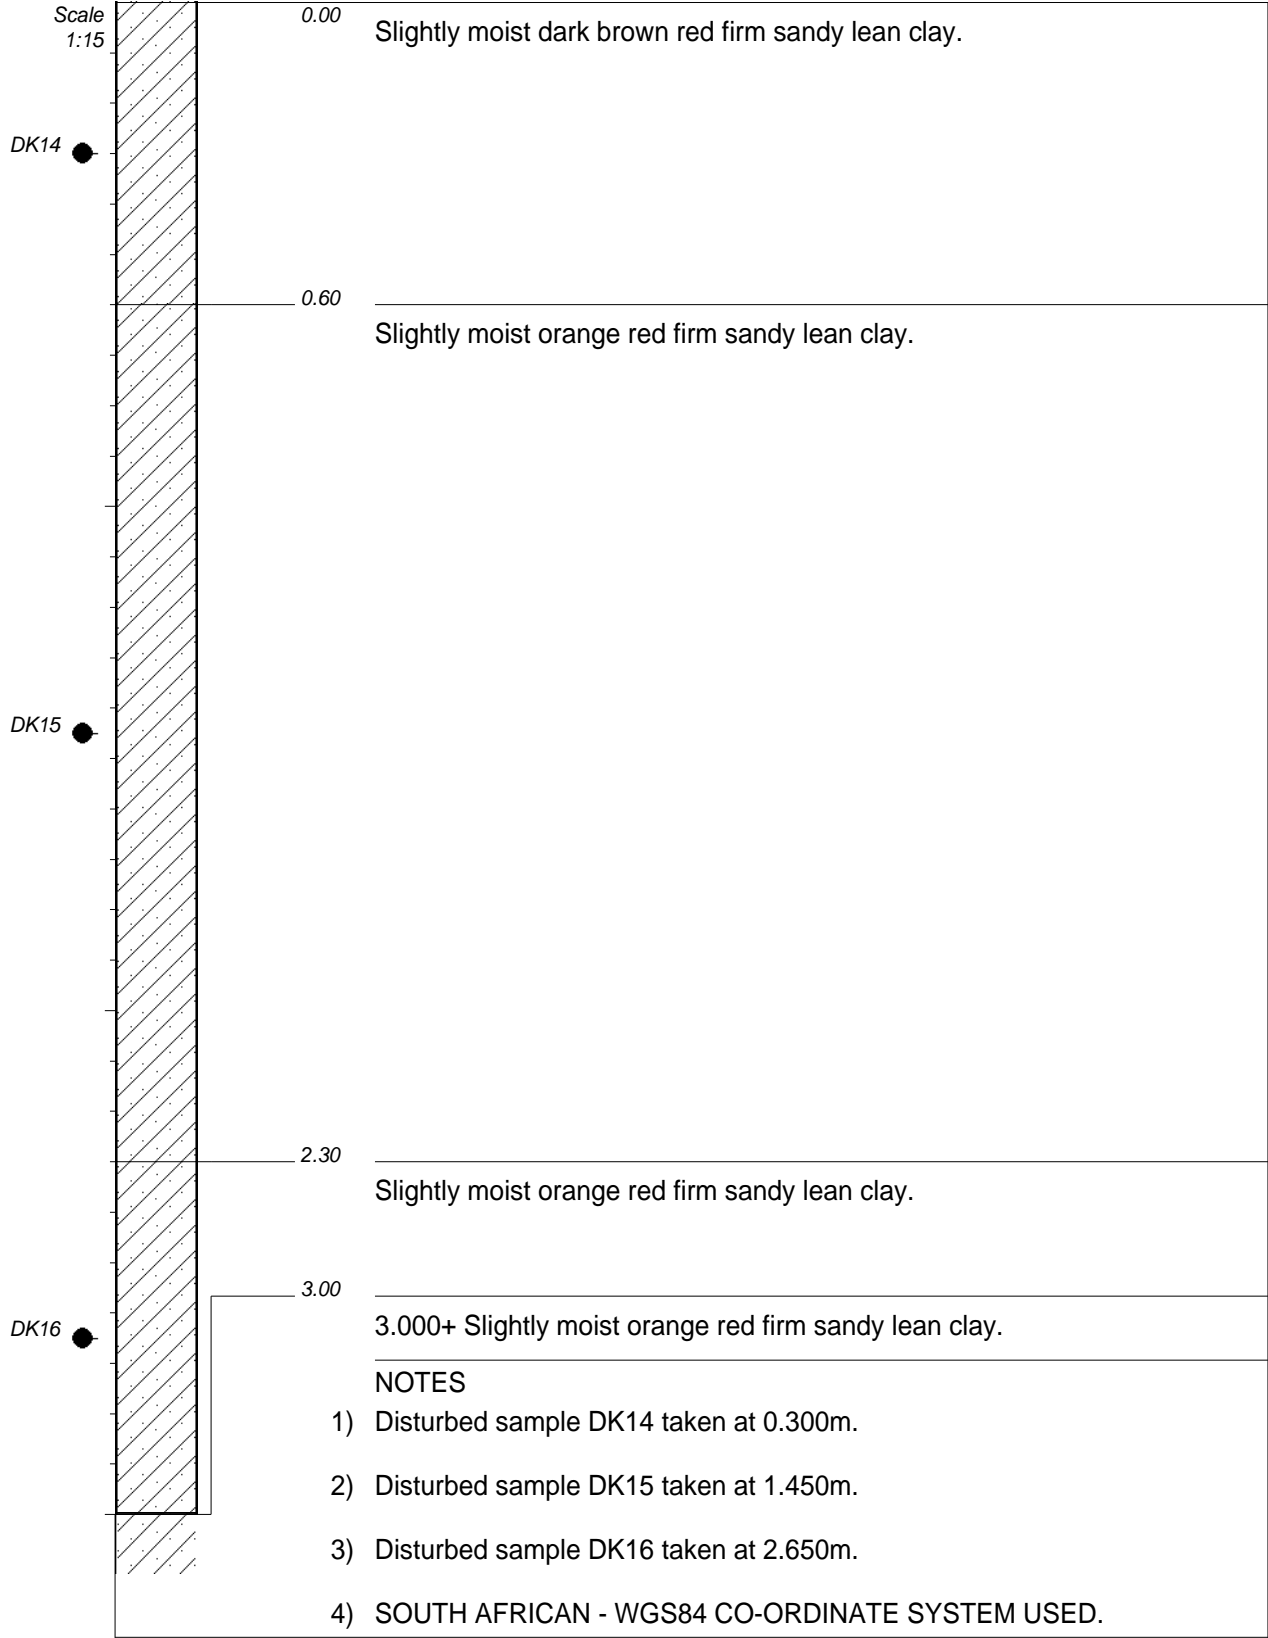 Scale
1:15
0.00
Slightly moist dark brown red firm sandy lean clay.
DK14
0.60
Slightly moist orange red firm sandy lean clay.
DK15
2.30
Slightly moist orange red firm sandy lean clay.
3.00
3.000+ Slightly moist orange red firm sandy lean clay.
DK16
NOTES
1) Disturbed sample DK14 taken at 0.300m.
2) Disturbed sample DK15 taken at 1.450m.
3) Disturbed sample DK16 taken at 2.650m.
4) SOUTH AFRICAN - WGS84 CO-ORDINATE SYSTEM USED.